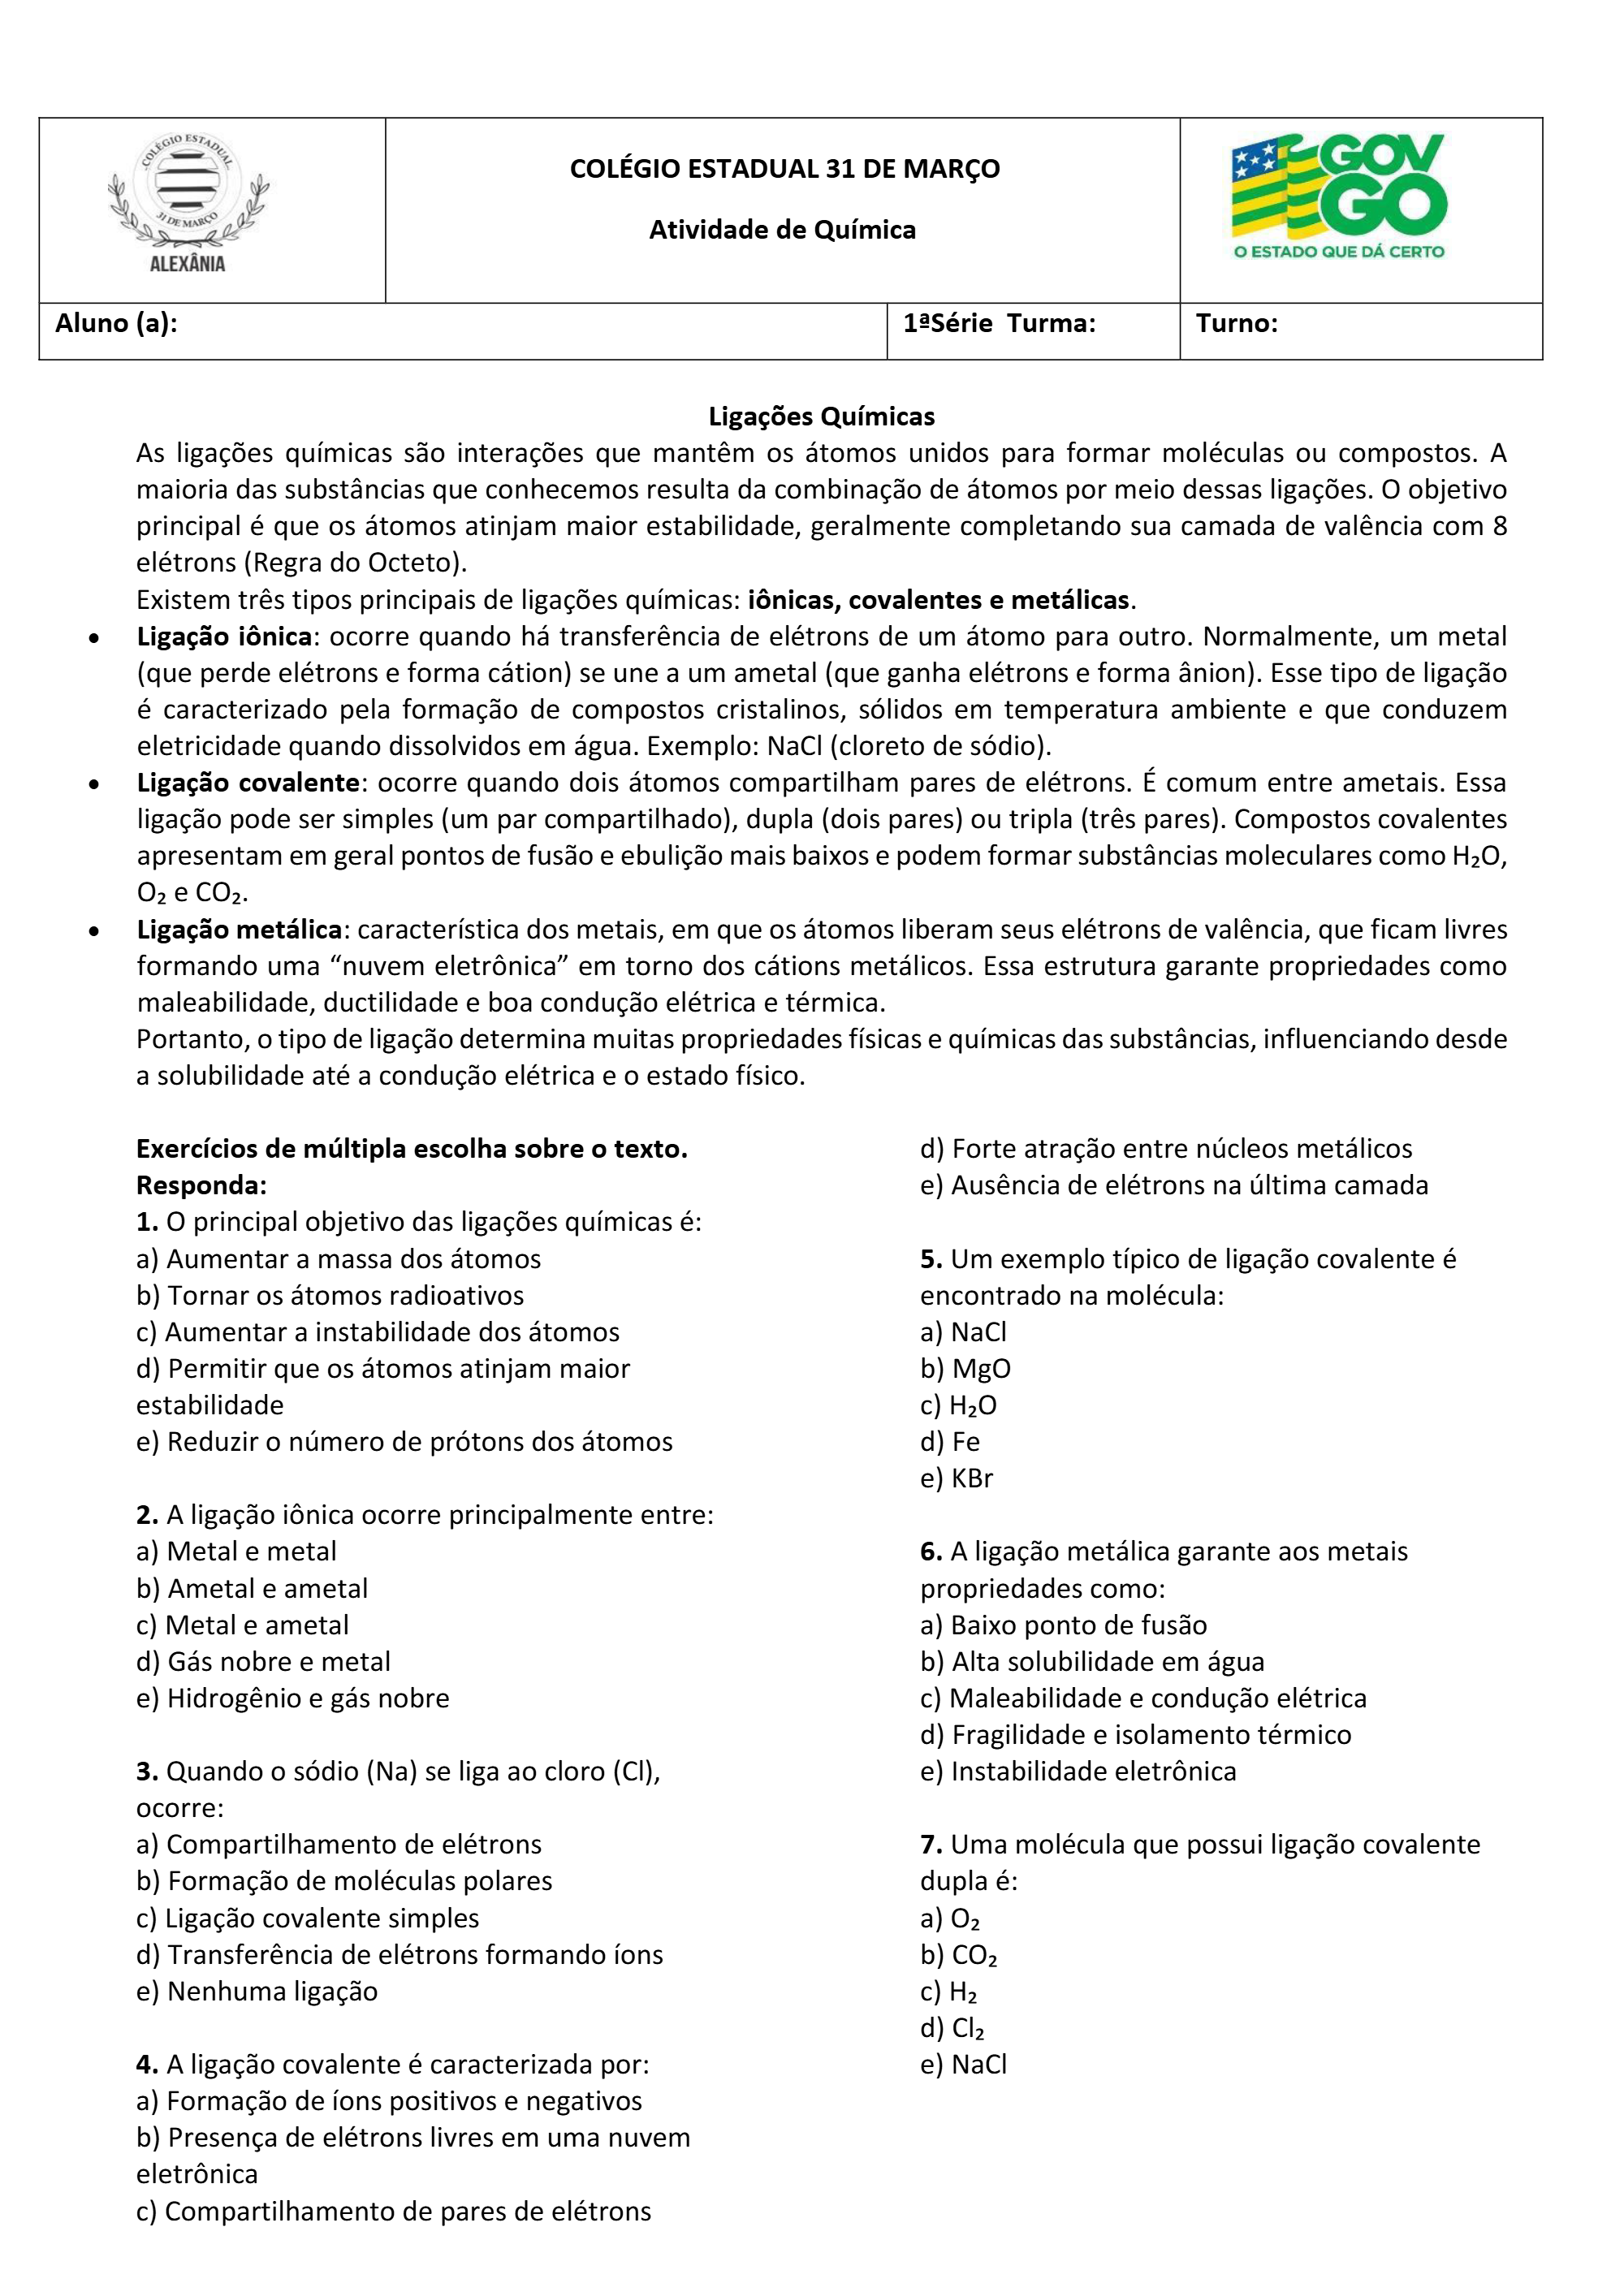 COLÉGIO ESTADUAL
31 DE MARÇO
ALEXÂNIA
COLÉGIO ESTADUAL 31 DE MARÇO
Atividade de Química
GOV
GO
O ESTADO QUE DÁ CERTO
Aluno (a):
1ªSérie Turma:
Turno:
Ligações Químicas
As ligações químicas são interações que mantêm os átomos unidos para formar moléculas ou compostos. A
maioria das substâncias que conhecemos resulta da combinação de átomos por meio dessas ligações. O objetivo
principal é que os átomos atinjam maior estabilidade, geralmente completando sua camada de valência com 8
elétrons (Regra do Octeto).
Existem três tipos principais de ligações químicas: iônicas, covalentes e metálicas.
• Ligação iônica: ocorre quando há transferência de elétrons de um átomo para outro. Normalmente, um metal
(que perde elétrons e forma cátion) se une a um ametal (que ganha elétrons e forma ânion). Esse tipo de ligação
é caracterizado pela formação de compostos cristalinos, sólidos em temperatura ambiente e que conduzem
eletricidade quando dissolvidos em água. Exemplo: NaCl (cloreto de sódio).
• Ligação covalente: ocorre quando dois átomos compartilham pares de elétrons. É comum entre ametais. Essa
ligação pode ser simples (um par compartilhado), dupla (dois pares) ou tripla (três pares). Compostos covalentes
apresentam em geral pontos de fusão e ebulição mais baixos e podem formar substâncias moleculares como H₂O,
O₂ e CO₂.
• Ligação metálica: característica dos metais, em que os átomos liberam seus elétrons de valência, que ficam livres
formando uma “nuvem eletrônica” em torno dos cátions metálicos. Essa estrutura garante propriedades como
maleabilidade, ductilidade e boa condução elétrica e térmica.
Portanto, o tipo de ligação determina muitas propriedades físicas e químicas das substâncias, influenciando desde
a solubilidade até a condução elétrica e o estado físico.
Exercícios de múltipla escolha sobre o texto.
Responda:
1. O principal objetivo das ligações químicas é:
a) Aumentar a massa dos átomos
b) Tornar os átomos radioativos
c) Aumentar a instabilidade dos átomos
d) Permitir que os átomos atinjam maior
estabilidade
e) Reduzir o número de prótons dos átomos
2. A ligação iônica ocorre principalmente entre:
a) Metal e metal
b) Ametal e ametal
c) Metal e ametal
d) Gás nobre e metal
e) Hidrogênio e gás nobre
3. Quando o sódio (Na) se liga ao cloro (Cl),
ocorre:
a) Compartilhamento de elétrons
b) Formação de moléculas polares
c) Ligação covalente simples
d) Transferência de elétrons formando íons
e) Nenhuma ligação
4. A ligação covalente é caracterizada por:
a) Formação de íons positivos e negativos
b) Presença de elétrons livres em uma nuvem
eletrônica
c) Compartilhamento de pares de elétrons
d) Forte atração entre núcleos metálicos
e) Ausência de elétrons na última camada
5. Um exemplo típico de ligação covalente é
encontrado na molécula:
a) NaCl
b) MgO
c) H₂O
d) Fe
e) KBr
6. A ligação metálica garante aos metais
propriedades como:
a) Baixo ponto de fusão
b) Alta solubilidade em água
c) Maleabilidade e condução elétrica
d) Fragilidade e isolamento térmico
e) Instabilidade eletrônica
7. Uma molécula que possui ligação covalente
dupla é:
a) O₂
b) CO₂
c) H₂
d) Cl₂
e) NaCl